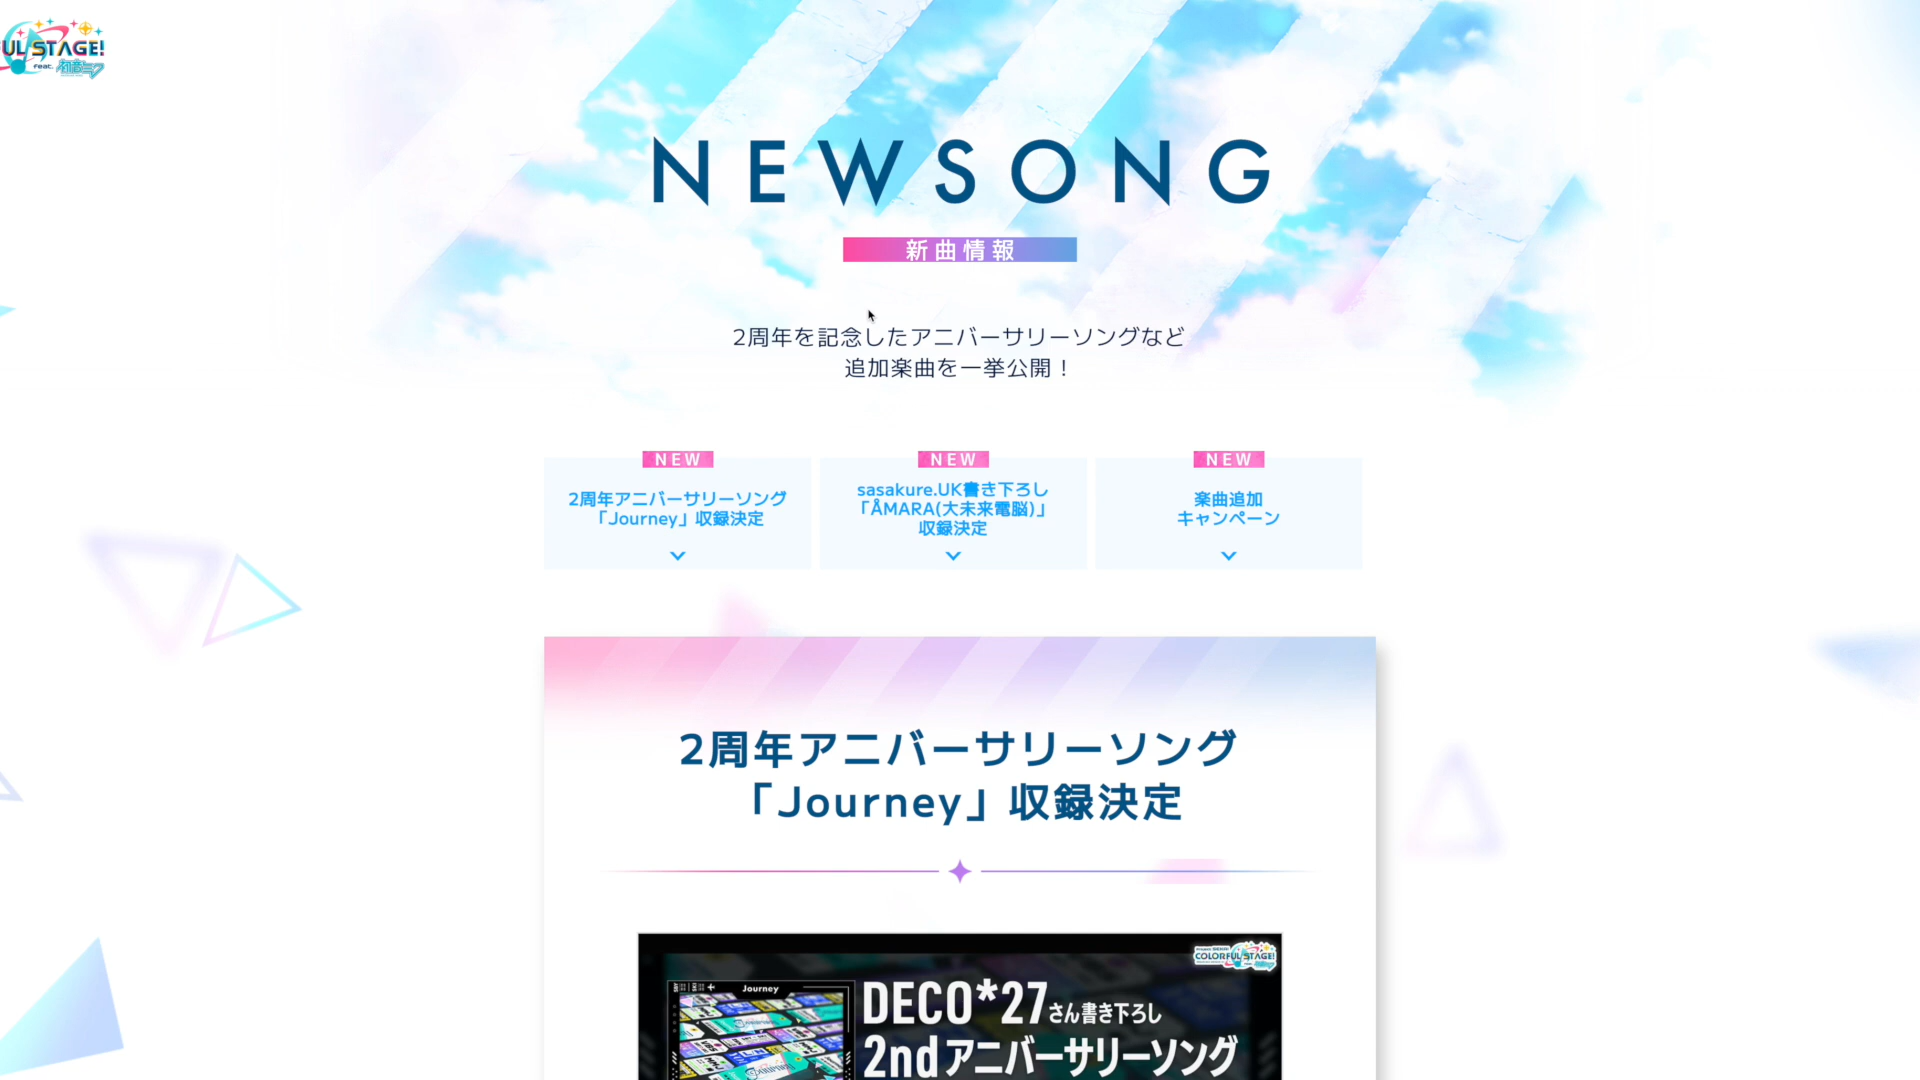 UL STAGE!
feat. 初音ミク
NEWSONG
新曲情報
2周年を記念したアニバーサリーソングなど
追加楽曲を一挙公開！
NEW
2周年アニバーサリーソング
「Journey」収録決定
NEW
sasakure.UK書き下ろし
「ÅMARA(大未来電脳)」
収録決定
NEW
楽曲追加
キャンペーン
2周年アニバーサリーソング
「Journey」収録決定
COLORFUL STAGE!
Journey
DECO*27さん書き下ろし
2ndアニバーサリーソング